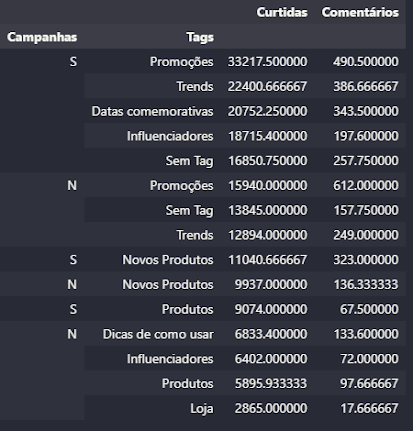 Curtidas Comentários
Campanhas Tags
S Promoções 33217.500000 490.500000
Trends 22400.666667 386.666667
Datas comemorativas 20752.250000 343.500000
Influenciadores 18715.400000 197.600000
Sem Tag 16850.750000 257.750000
N Promoções 15940.000000 612.000000
Sem Tag 13845.000000 157.750000
Trends 12894.000000 249.000000
S Novos Produtos 11040.666667 323.000000
N Novos Produtos 9937.000000 136.333333
S Produtos 9074.000000 67.500000
N Dicas de como usar 6833.400000 133.600000
Influenciadores 6402.000000 72.000000
Produtos 5895.933333 97.666667
Loja 2865.000000 17.666667